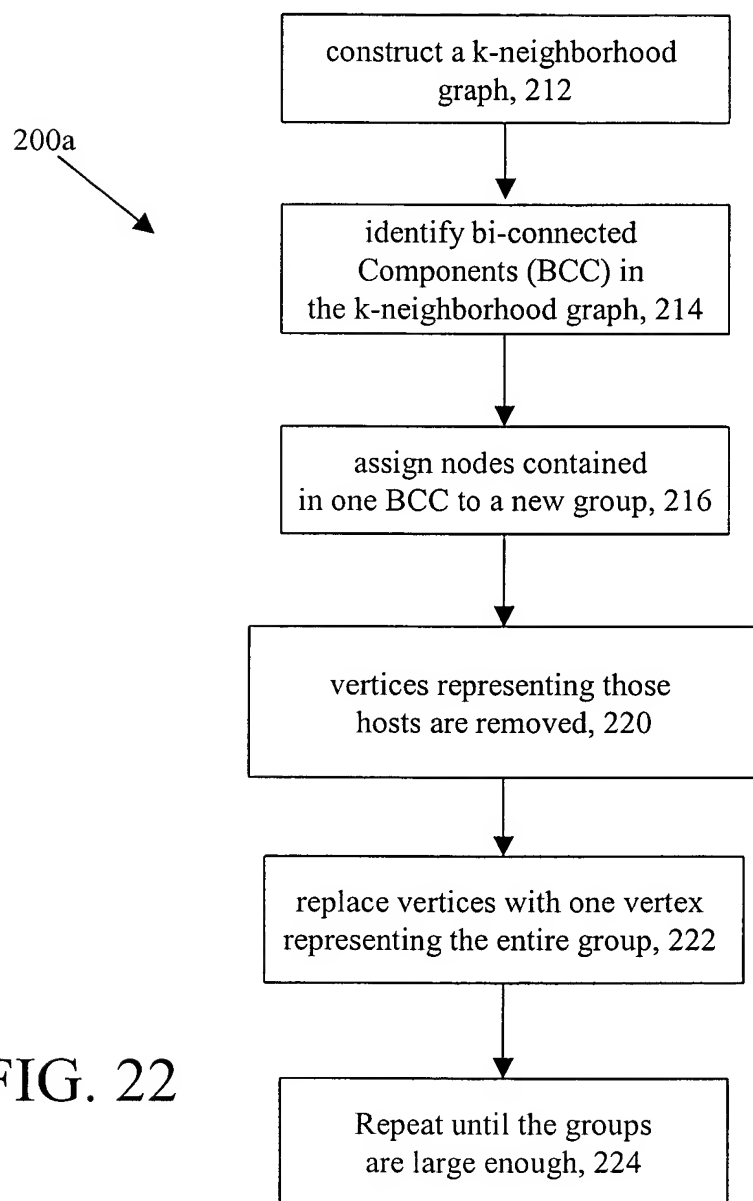 construct a k-neighborhood
graph, 212
200a
identify bi-connected
Components (BCC) in
the k-neighborhood graph, 214
assign nodes contained
in one BCC to a new group, 216
vertices representing those
hosts are removed, 220
replace vertices with one vertex
representing the entire group, 222
FIG. 22
Repeat until the groups
are large enough, 224